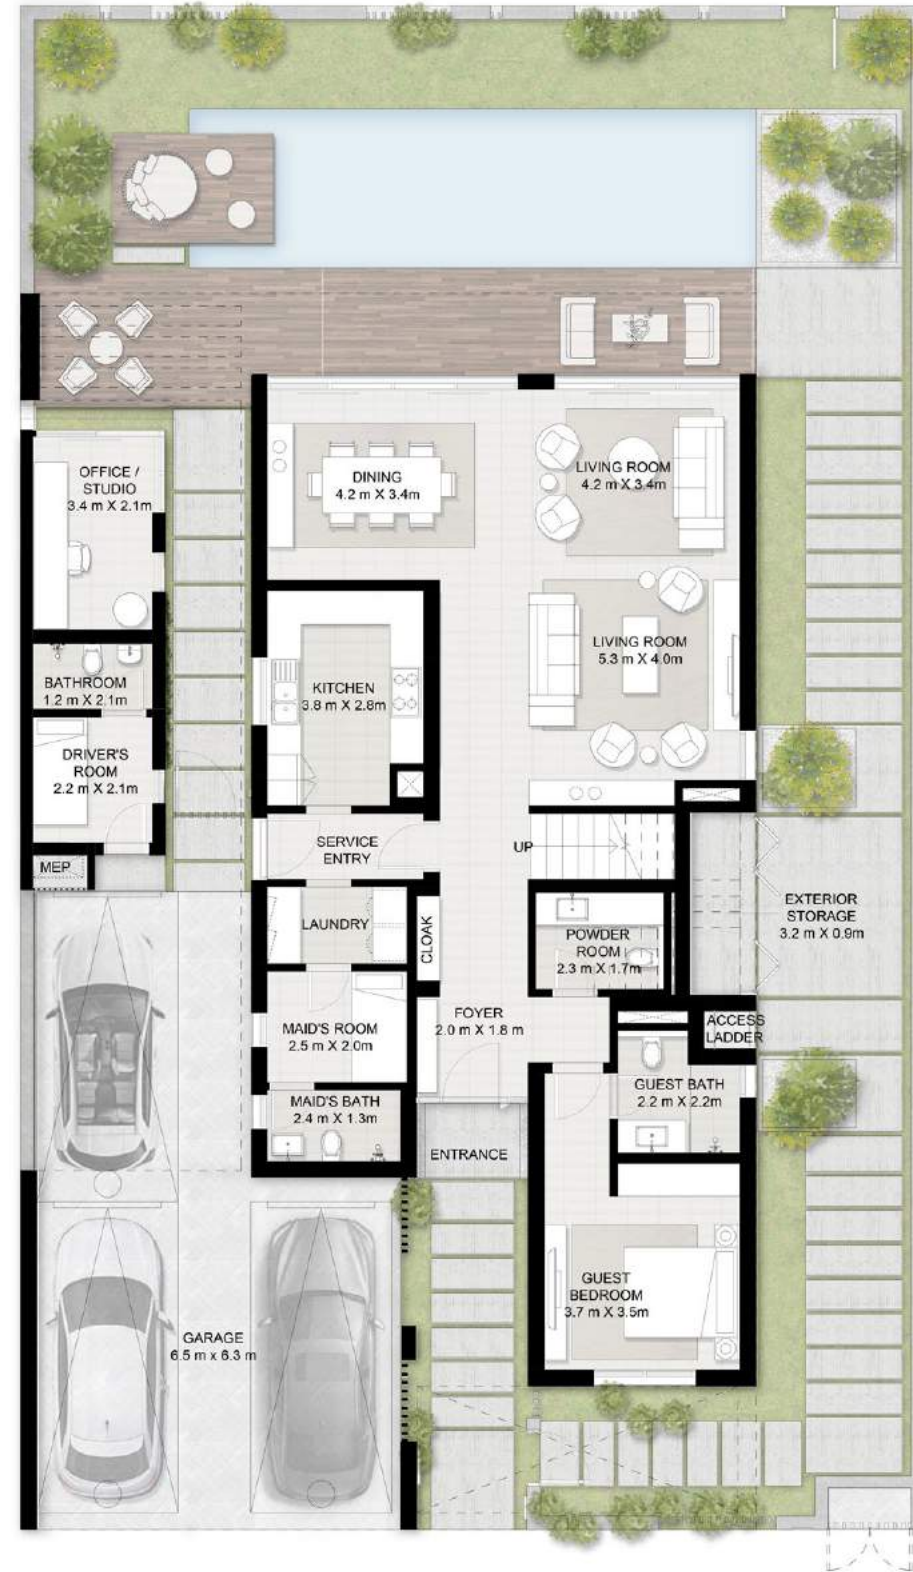 DINING
4.2 m X 3.4m
LIVING ROOM
4.2 m X 3.4m
OFFICE /
STUDIO
3.4 m X 2.1m
LIVING ROOM
5.3 m X 4.0m
KITCHEN
3.8 m X 2.8m
BATHROOM
1.2 m X 2.1m
DRIVER'S
ROOM
2.2 m X 2.1m
MEP
SERVICE
ENTRY
UP
LAUNDRY
CLOAK
POWDER
ROOM
2.3 m X 1.7m
EXTERIOR
STORAGE
3.2 m X 0.9m
MAID'S ROOM
2.5 m X 2.0m
FOYER
2.0 m X 1.8 m
ACCESS
LADDER
MAID'S BATH
2.4 m X 1.3m
GUEST BATH
2.2 m X 2.2m
ENTRANCE
GUEST
BEDROOM
3.7 m X 3.5m
GARAGE
6.5 m x 6.3 m